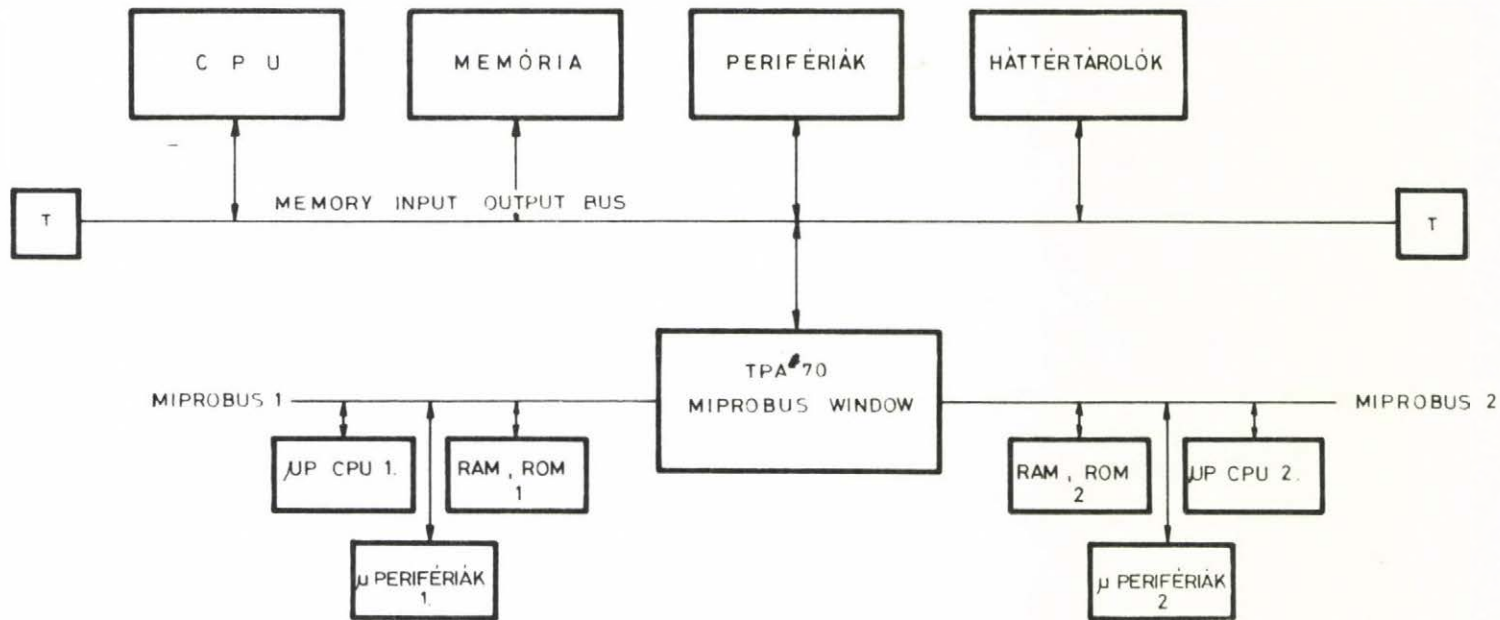 C P U
MEMÓRIA
PERIFÉRIÁK
HÁTTÉRTÁROLÓK
T
MEMORY INPUT OUTPUT BUS
T
TPA 70
MIPROBUS WINDOW
MIPROBUS 1
MIPROBUS 2
μP CPU 1.
RAM, ROM
1
RAM, ROM
2
μP CPU 2.
μ PERIFÉRIÁK
1.
μ PERIFÉRIÁK
2